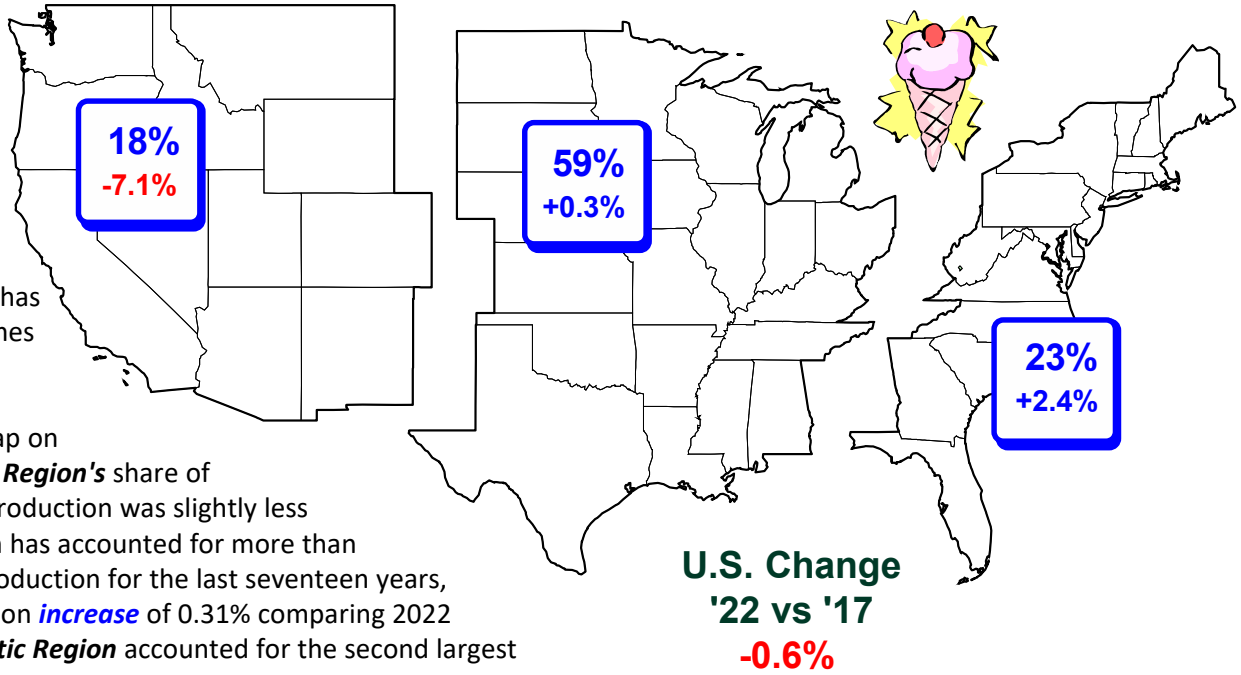 18%
-7.1%
59%
+0.3%
23%
+2.4%
has
nes
ap on
Region's share of
roduction was slightly less
has accounted for more than
oduction for the last seventeen years,
on increase of 0.31% comparing 2022
tic Region accounted for the second largest
U.S. Change
'22 vs '17
-0.6%